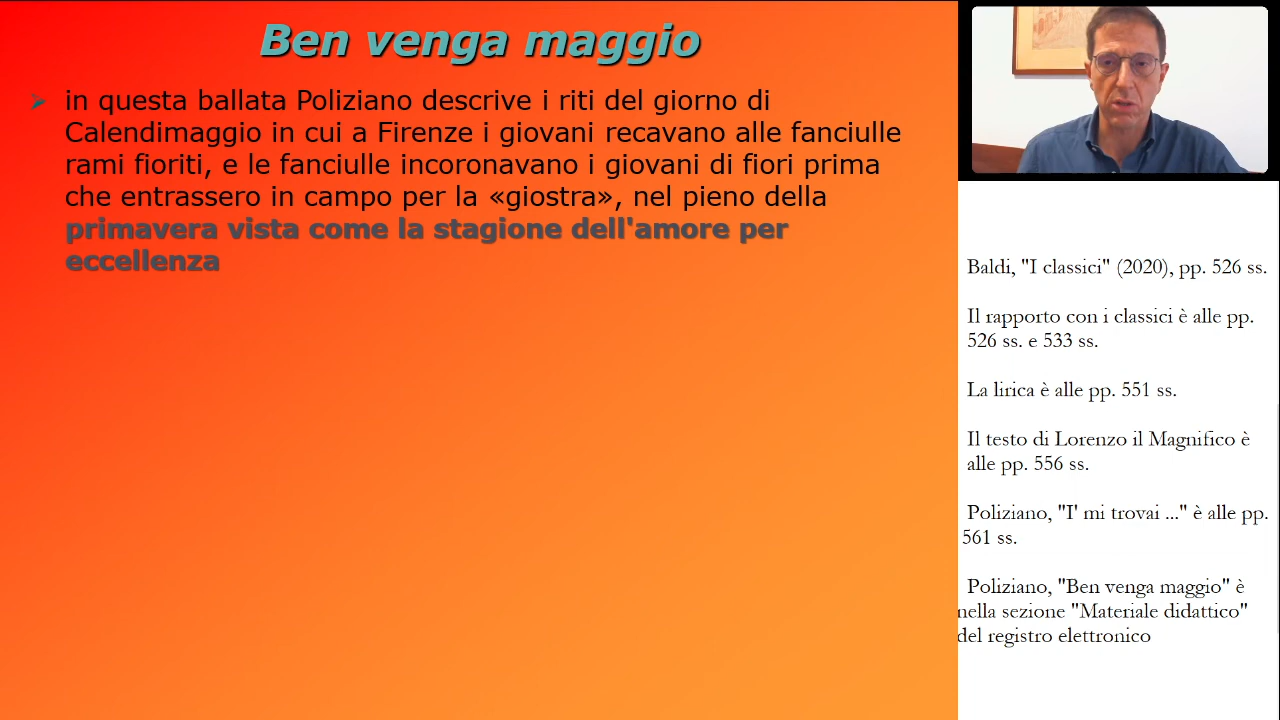 Ben venga maggio
in questa ballata Poliziano descrive i riti del giorno di
Calendimaggio in cui a Firenze i giovani recavano alle fanciulle
rami fioriti, e le fanciulle incoronavano i giovani di fiori prima
che entrassero in campo per la «giostra», nel pieno della
primavera vista come la stagione dell'amore per
eccellenza
Baldi, "I classici" (2020), pp. 526 ss.
Il rapporto con i classici è alle pp.
526 ss. e 533 ss.
La lirica è alle pp. 551 ss.
Il testo di Lorenzo il Magnifico è
alle pp. 556 ss.
Poliziano, "I' mi trovai ..." è alle pp.
561 ss.
Poliziano, "Ben venga maggio" è
nella sezione "Materiale didattico"
del registro elettronico